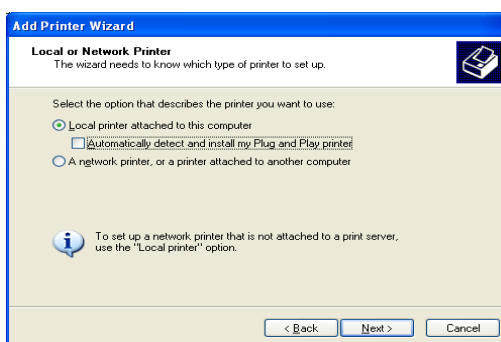 Add Printer Wizard
Local or Network Printer
The wizard needs to know which type of printer to set up.
Select the option that describes the printer you want to use:
Local printer attached to this computer
Automatically detect and install my Plug and Play printer
A network printer, or a printer attached to another computer
To set up a network printer that is not attached to a print server,
use the "Local printer" option.
< Back Next > Cancel